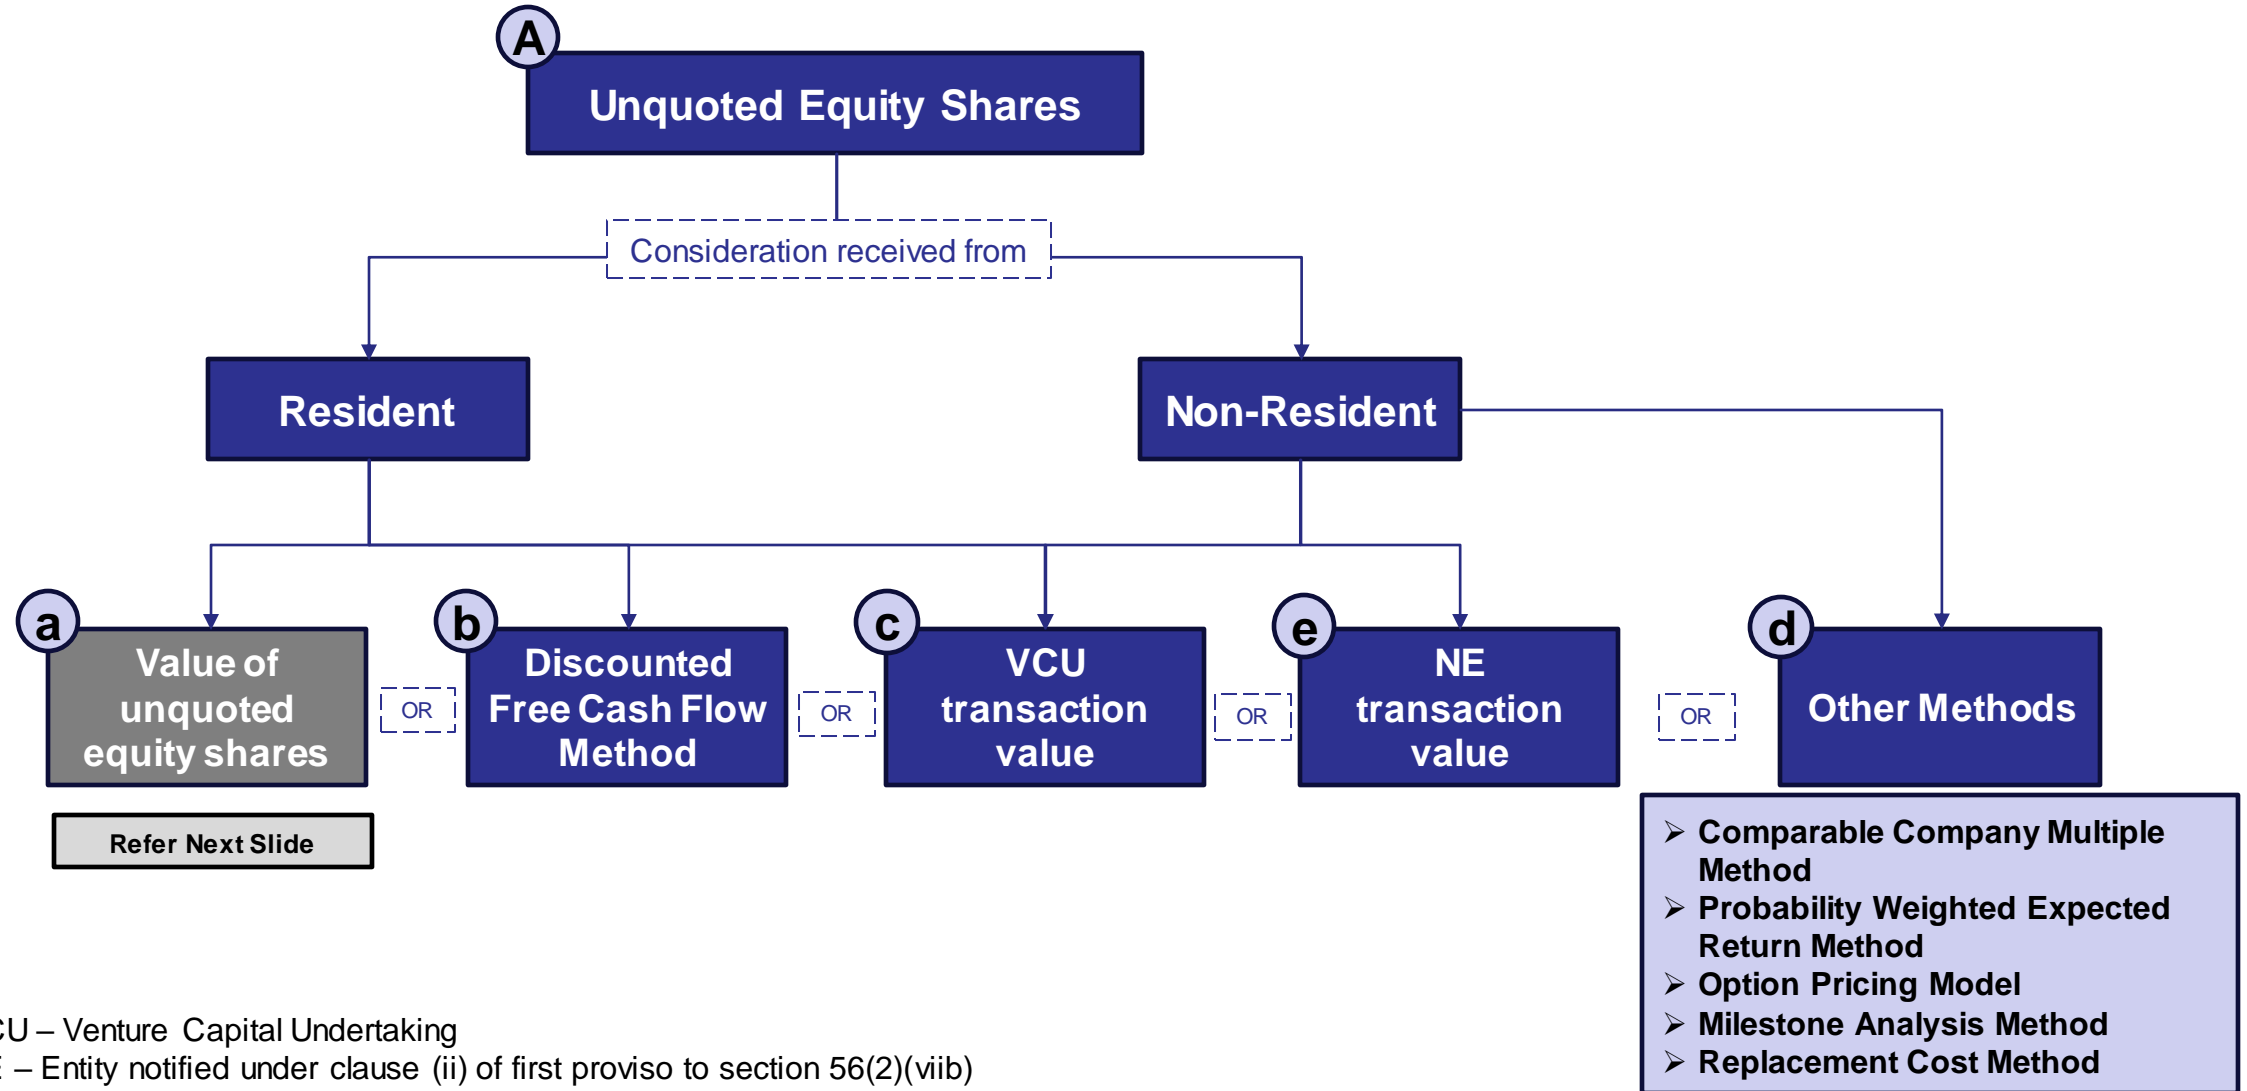 A
Unquoted Equity Shares
Consideration received from
Resident
Non-Resident
a
Value of
unquoted
equity shares
OR
b
Discounted
Free Cash Flow
Method
OR
c
VCU
transaction
value
OR
e
NE
transaction
value
OR
d
Other Methods
Refer Next Slide
➢ Comparable Company Multiple
Method
➢ Probability Weighted Expected
Return Method
➢ Option Pricing Model
➢ Milestone Analysis Method
➢ Replacement Cost Method
CU – Venture Capital Undertaking
– Entity notified under clause (ii) of first proviso to section 56(2)(viib)